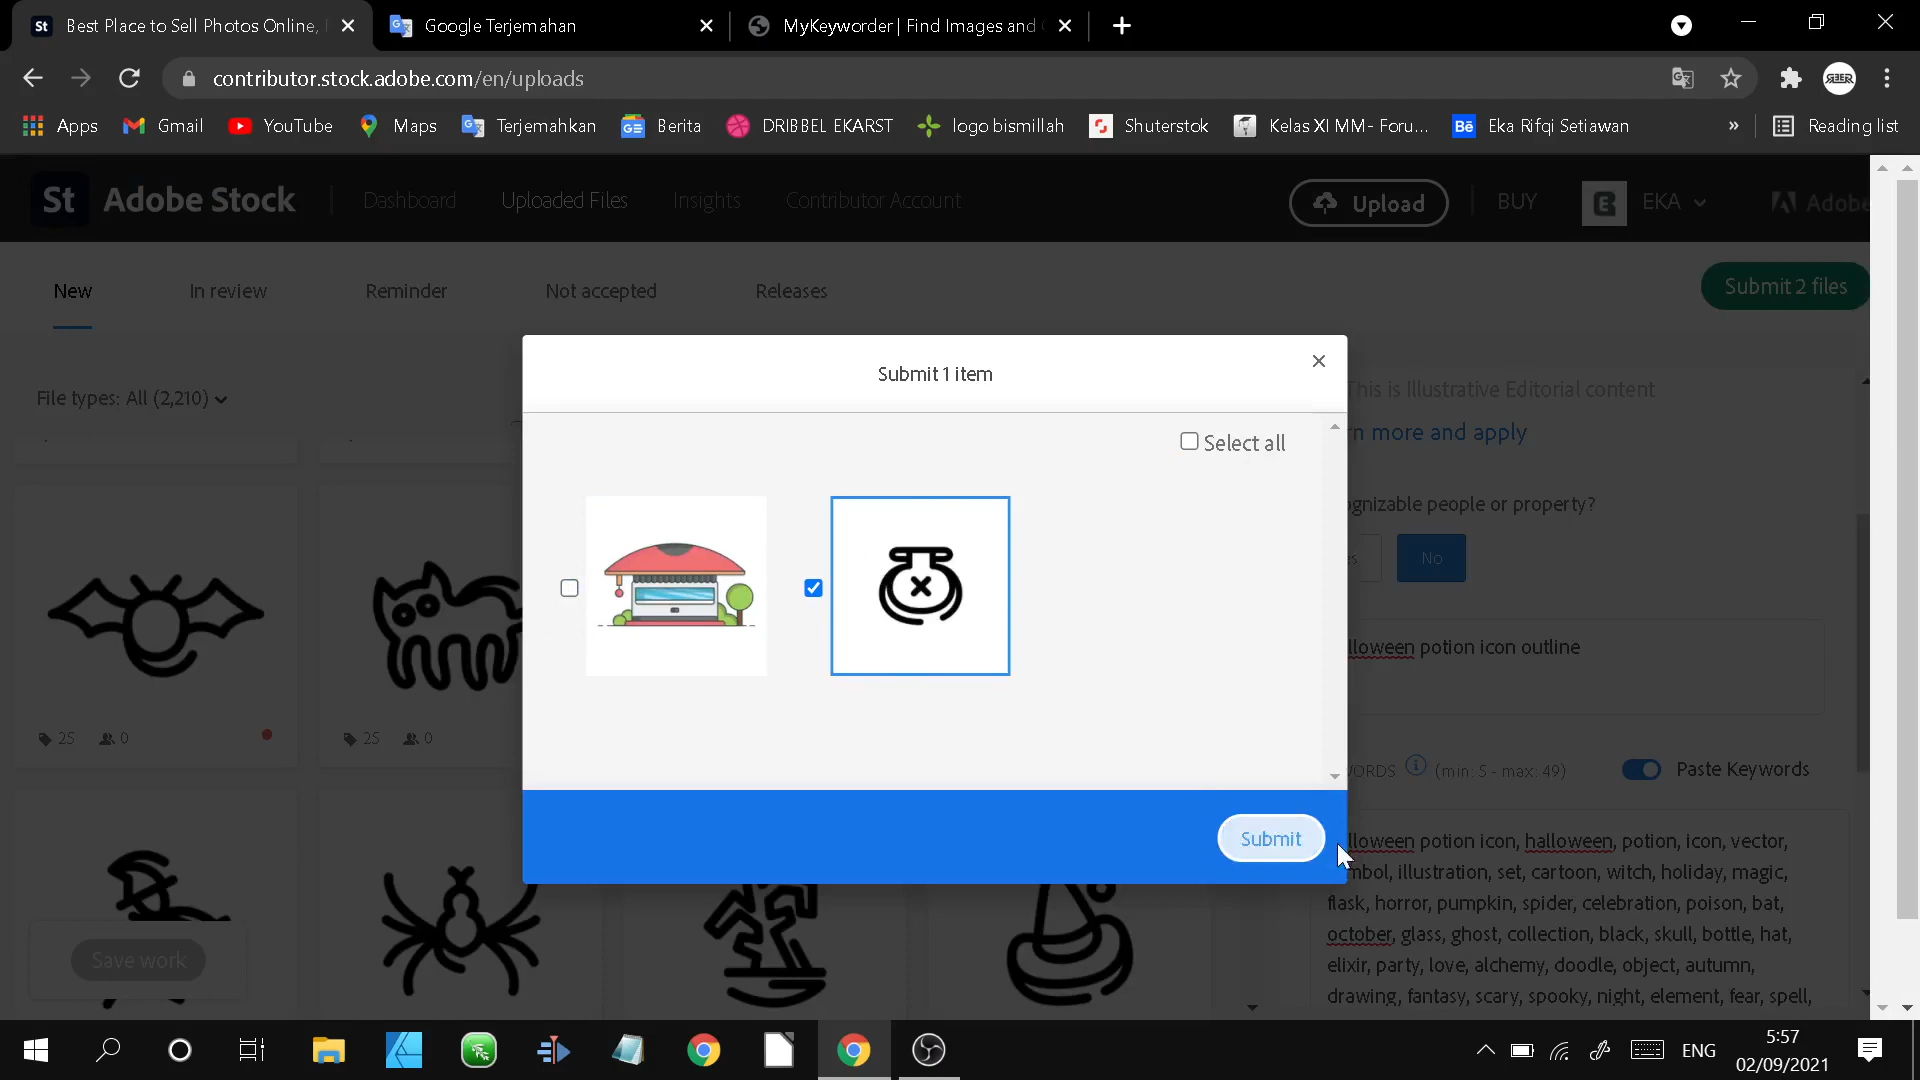 St Best Place to Sell Photos Online,
Google Terjemahan
MyKeyworder | Find Images and
contributor.stock.adobe.com/en/uploads
Apps Gmail YouTube Maps Terjemahkan Berita DRIBBEL EKARST logo bismillah Shuterstok Kelas XI MM- Foru... Bē Eka Rifqi Setiawan » Reading list
St Adobe Stock Dashboard Uploaded Files Insights Contributor Account Upload BUY E EKA Adobe
New In review Reminder Not accepted Releases Submit 2 files
Submit 1 item
File types: All (2,210)
This is Illustrative Editorial content
rn more and apply
Select all
gnizable people or property?
No
lloween potion icon outline
25 0
25 0
(min: 5 - max: 49) Paste Keywords
Submit
lloween potion icon, halloween, potion, icon, vector,
mbol, illustration, set, cartoon, witch, holiday, magic,
flask, horror, pumpkin, spider, celebration, poison, bat,
october, glass, ghost, collection, black, skull, bottle, hat,
elixir, party, love, alchemy, doodle, object, autumn,
drawing, fantasy, scary, spooky, night, element, fear, spell,
Save work
ENG
5:57
02/09/2021